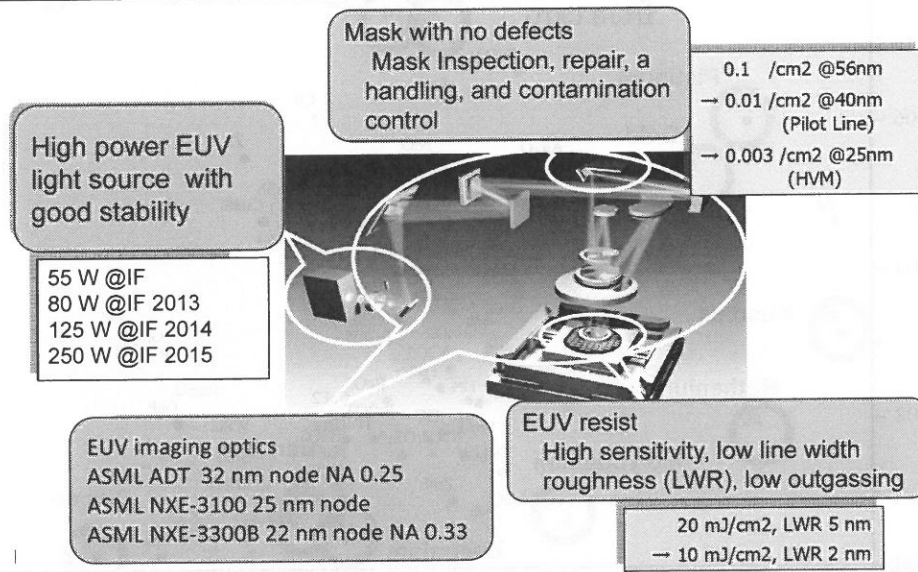 Mask with no defects
Mask Inspection, repair, a
handling, and contamination
control
0.1 /cm2 @56nm
→ 0.01 /cm2 @40nm
(Pilot Line)
→ 0.003 /cm2 @25nm
(HVM)
High power EUV
light source with
good stability
55 W @IF
80 W @IF 2013
125 W @IF 2014
250 W @IF 2015
EUV imaging optics
ASML ADT 32 nm node NA 0.25
ASML NXE-3100 25 nm node
ASML NXE-3300B 22 nm node NA 0.33
EUV resist
High sensitivity, low line width
roughness (LWR), low outgassing
20 mJ/cm2, LWR 5 nm
→ 10 mJ/cm2, LWR 2 nm